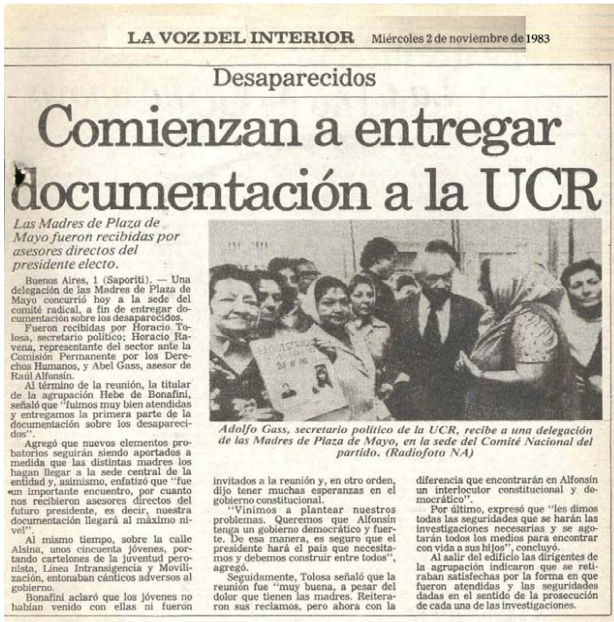 LA VOZ DEL INTERIOR Miércoles 2 de noviembre de 1983
Desaparecidos
Comienzan a entregar
documentación a la UCR
Las Madres de Plaza de
Mayo fueron recibidas por
asesores directos del
presidente electo.
Buenos Aires, 1 (Saporiti). — Una
delegación de las Madres de Plaza de
Mayo concurrió hoy a la sede del
comité radical, a fin de entregar do-
cumentación sobre los desaparecidos.
Fueron recibidas por Horacio To-
losa, secretario político; Horacio Ra-
vena, representante del sector ante la
Comisión Permanente por los Dere-
chos Humanos, y Abel Gass, asesor de
Raúl Alfonsín.
Al término de la reunión, la titular
de la agrupación Hebe de Bonafini,
señaló que "fuimos muy bien atendidas
y entregamos la primera parte de la
documentación sobre los desapareci-
dos".
Agregó que nuevos elementos pro-
batorios seguirán siendo aportados a
medida que las distintas madres los
hagan llegar a la sede central de la
entidad y, asimismo, enfatizó que "fue
un importante encuentro, por cuanto
nos recibieron asesores directos del
futuro presidente, es decir, nuestra
documentación llegará al máximo ni-
vel".
Al mismo tiempo, sobre la calle
Alsina, unos cincuenta jóvenes, por-
tando cartelones de la juventud pero-
nista, Línea Intransigencia y Movili-
zación, entonaban cánticos adversos al
gobierno.
Bonafini aclaró que los jóvenes no
habían venido con ellas ni fueron
Adolfo Gass, secretario político de la UCR, recibe a una delegación
de las Madres de Plaza de Mayo, en la sede del Comité Nacional del
partido. (Radiofoto NA)
invitados a la reunión y, en otro orden,
dijo tener muchas esperanzas en el
gobierno constitucional.
"Vinimos a plantear nuestros
problemas. Queremos que Alfonsín
tenga un gobierno democrático y fuer-
te. De esa manera, es seguro que el
presidente hará el país que necesita-
mos y debemos construir entre todos",
agregó.
Seguidamente, Tolosa señaló que la
reunión fue "muy buena, a pesar del
dolor que tienen las madres. Reitera-
ron sus reclamos, pero ahora con la
diferencia que encontrarán en Alfonsín
un interlocutor constitucional y de-
mocrático".
Por último, expresó que "les dimos
todas las seguridades que se harán las
investigaciones necesarias y se ago-
tarán todos los medios para encontrar
con vida a sus hijos", concluyó.
Al salir del edificio las dirigentes de
la agrupación indicaron que se reti-
raban satisfechas por la forma en que
fueron atendidas y las seguridades
dadas en el sentido de la prosecución
de cada una de las investigaciones.